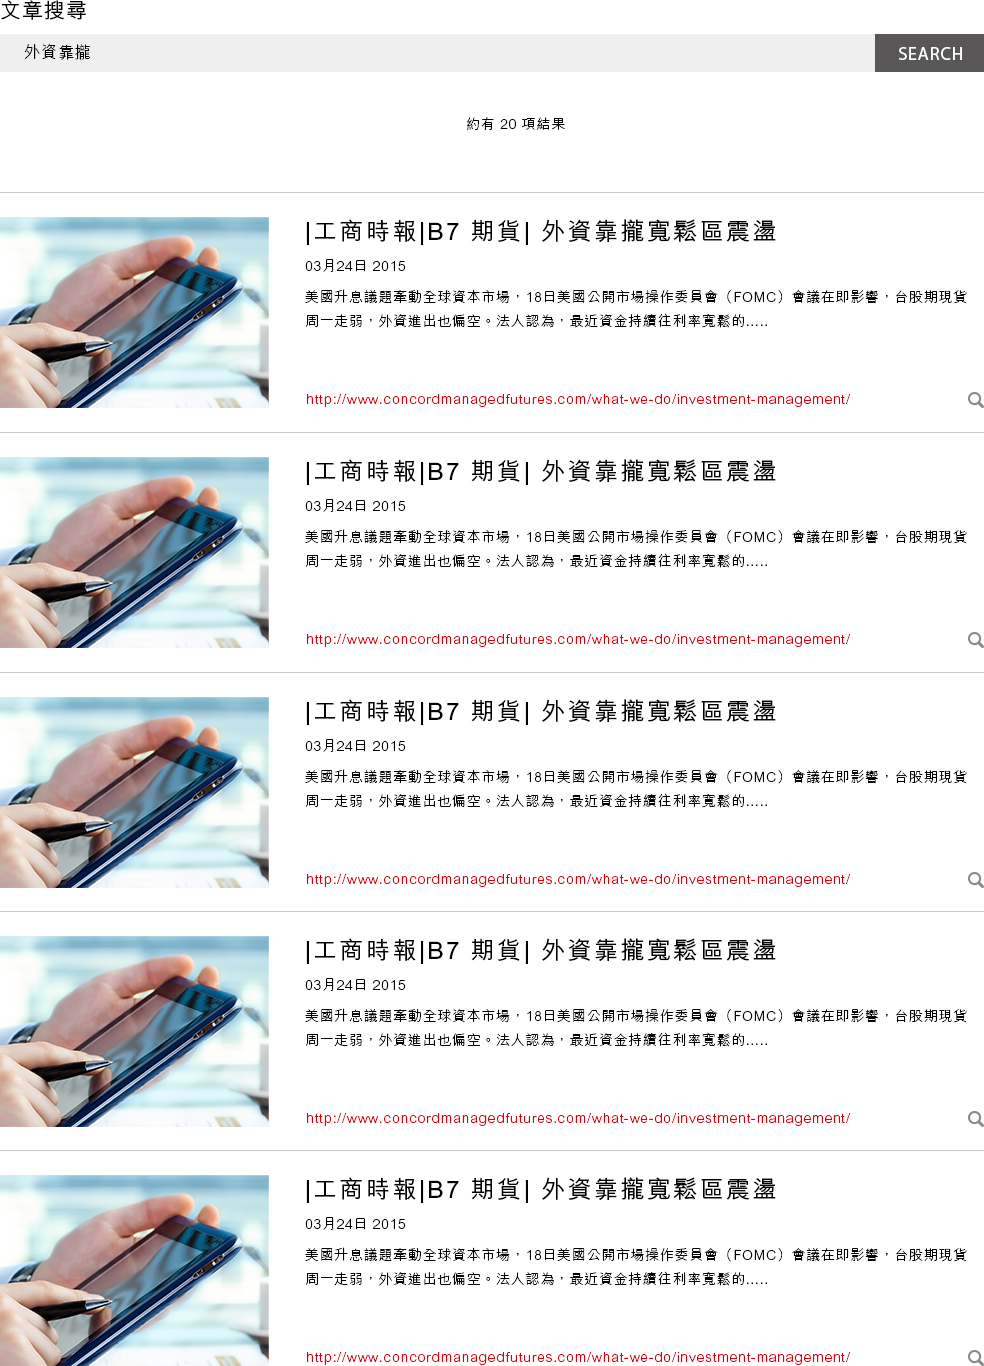 文章搜尋
外資靠攏
SEARCH
約有 20 項結果
|工商時報|B7 期貨| 外資靠攏寬鬆區震盪
03月24日 2015
美國升息議題牽動全球資本市場，18日美國公開市場操作委員會（FOMC）會議在即影響，台股期現貨
周一走弱，外資進出也偏空。法人認為，最近資金持續往利率寬鬆的.....
http://www.concordmanagedfutures.com/what-we-do/investment-management/
|工商時報|B7 期貨| 外資靠攏寬鬆區震盪
03月24日 2015
美國升息議題牽動全球資本市場，18日美國公開市場操作委員會（FOMC）會議在即影響，台股期現貨
周一走弱，外資進出也偏空。法人認為，最近資金持續往利率寬鬆的.....
http://www.concordmanagedfutures.com/what-we-do/investment-management/
|工商時報|B7 期貨| 外資靠攏寬鬆區震盪
03月24日 2015
美國升息議題牽動全球資本市場，18日美國公開市場操作委員會（FOMC）會議在即影響，台股期現貨
周一走弱，外資進出也偏空。法人認為，最近資金持續往利率寬鬆的.....
http://www.concordmanagedfutures.com/what-we-do/investment-management/
|工商時報|B7 期貨| 外資靠攏寬鬆區震盪
03月24日 2015
美國升息議題牽動全球資本市場，18日美國公開市場操作委員會（FOMC）會議在即影響，台股期現貨
周一走弱，外資進出也偏空。法人認為，最近資金持續往利率寬鬆的.....
http://www.concordmanagedfutures.com/what-we-do/investment-management/
|工商時報|B7 期貨| 外資靠攏寬鬆區震盪
03月24日 2015
美國升息議題牽動全球資本市場，18日美國公開市場操作委員會（FOMC）會議在即影響，台股期現貨
周一走弱，外資進出也偏空。法人認為，最近資金持續往利率寬鬆的.....
http://www.concordmanagedfutures.com/what-we-do/investment-management/